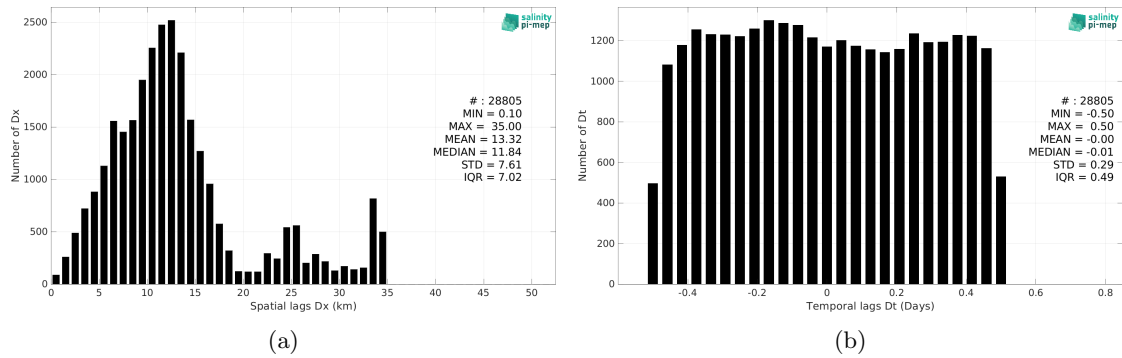 2500
2000
1500
1000
500
0
Number of Dx
salinity
pi-mep
# : 28805
MIN = 0.10
MAX = 35.00
MEAN = 13.32
MEDIAN = 11.84
STD = 7.61
IQR = 7.02
0 5 10 15 20 25 30 35 40 45 50
Spatial lags Dx (km)
(a)
1200
1000
800
600
400
200
0
Number of Dt
salinity
pi-mep
# : 28805
MIN = -0.50
MAX = 0.50
MEAN = -0.00
MEDIAN = -0.01
STD = 0.29
IQR = 0.49
-0.4 -0.2 0 0.2 0.4 0.6 0.8
Temporal lags Dt (Days)
(b)